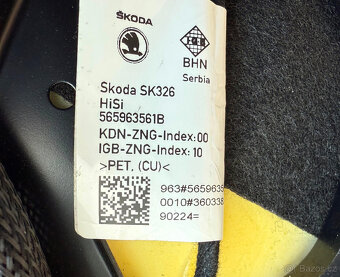 ŠKODA
BHN
Serbia
Škoda SK326
HiSi
565963561B
KDN-ZNG-Index:00
IGB-ZNG-Index: 10
>PET, (CU)<
963#5659635
0010#360338
90224=